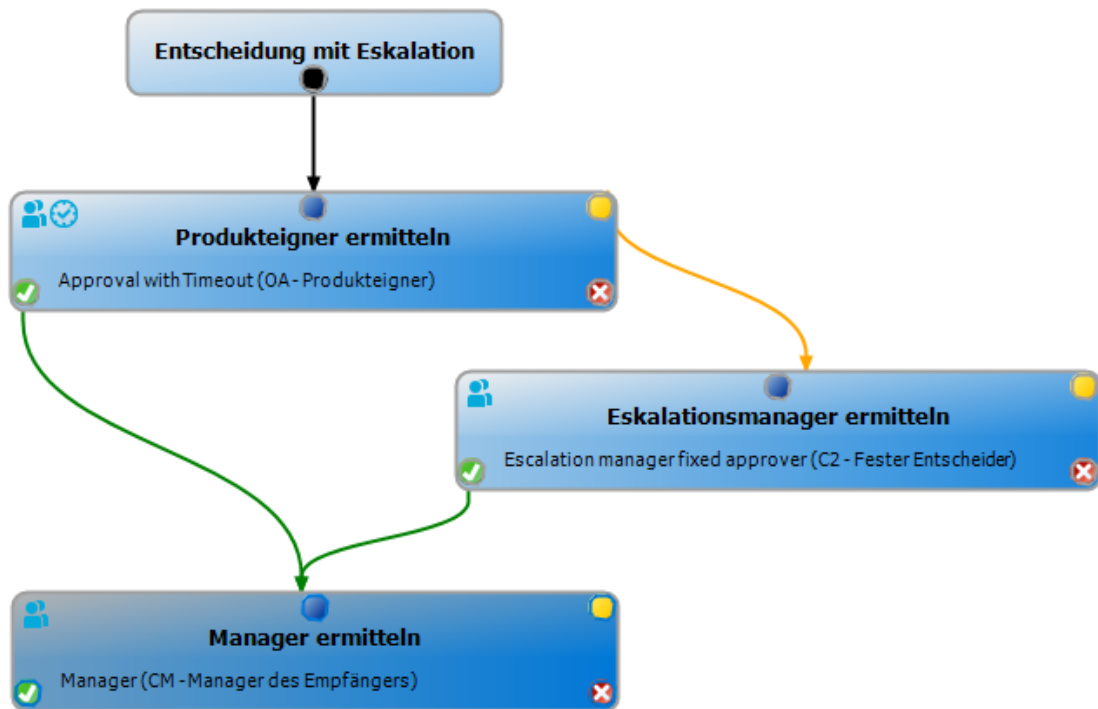 Entscheidung mit Eskalation
Produkteigner ermitteln
Approval with Timeout (OA - Produkteigner)
Eskalationsmanager ermitteln
Escalation manager fixed approver (C2 - Fester Entscheider)
Manager ermitteln
Manager (CM - Manager des Empfängers)